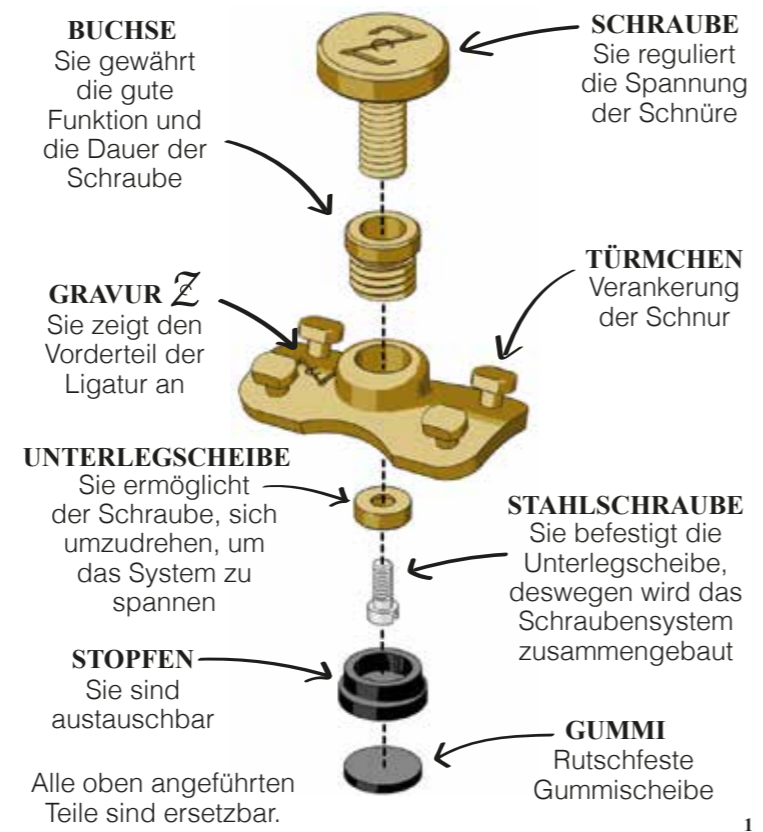 BUCHSE
Sie gewährt
die gute
Funktion und
die Dauer der
Schraube
SCHRAUBE
Sie reguliert
die Spannung
der Schnüre
GRAVUR Z
Sie zeigt den
Vorderteil der
Ligatur an
TÜRMCHEN
Verankerung
der Schnur
UNTERLEGSCHEIBE
Sie ermöglicht
der Schraube, sich
umzudrehen, um
das System zu
spannen
STAHLSCHRAUBE
Sie befestigt die
Unterlegscheibe,
deswegen wird das
Schraubensystem
zusammengebaut
STOPFEN
Sie sind
austauschbar
GUMMI
Rutschfeste
Gummischeibe
Alle oben angeführten
Teile sind ersetzbar.
1